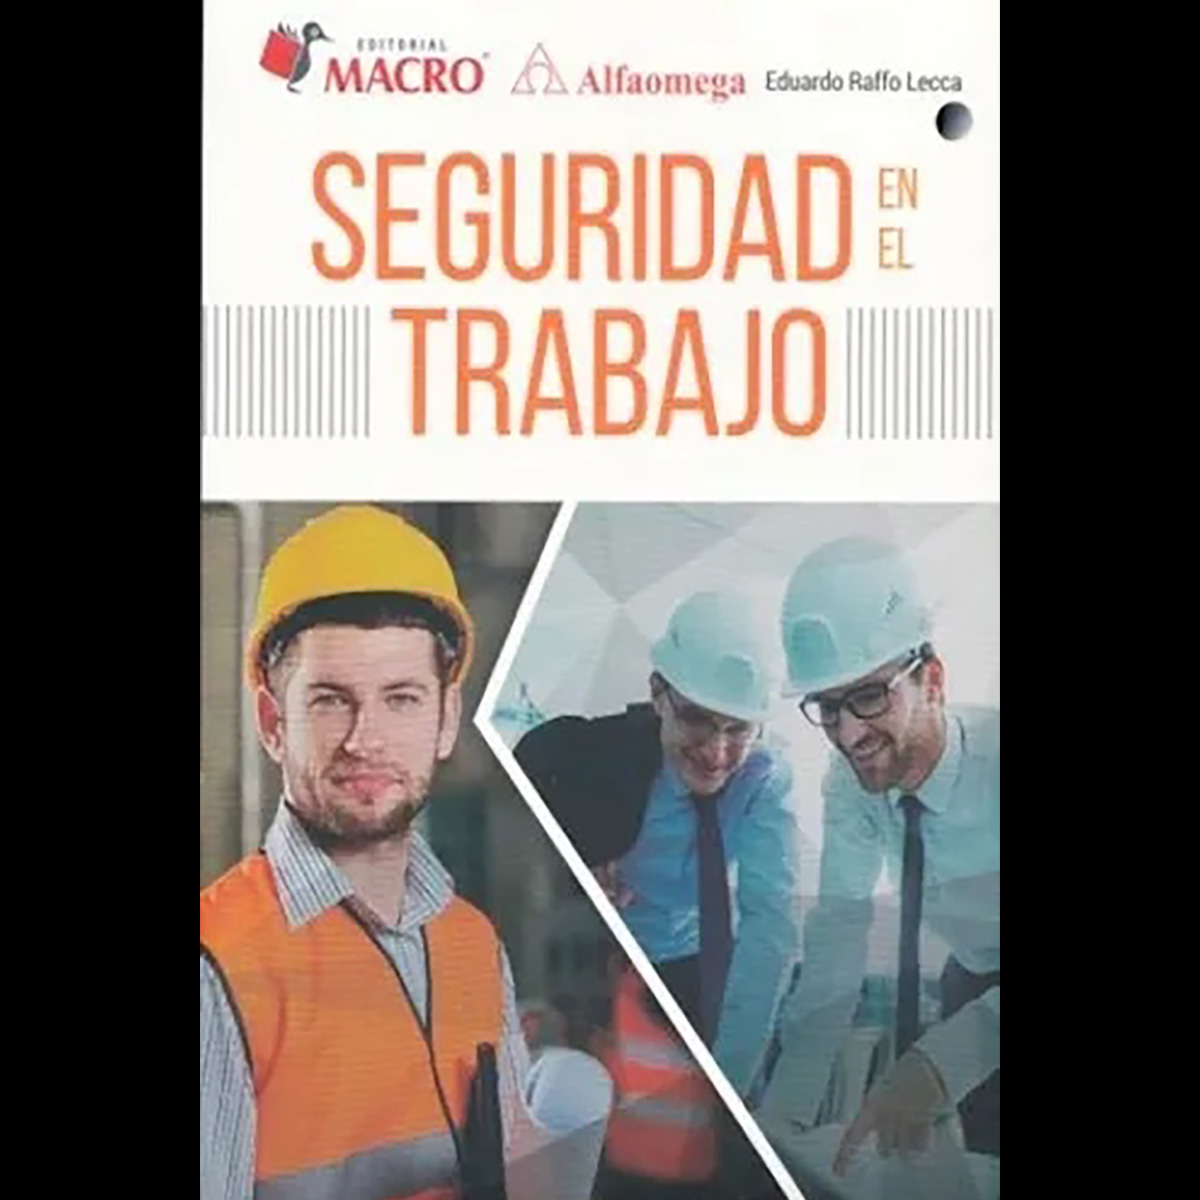 EDITORIAL
MACRO
Alfaomega
Eduardo Raffo Lecca
SEGURIDAD EN EL
TRABAJO